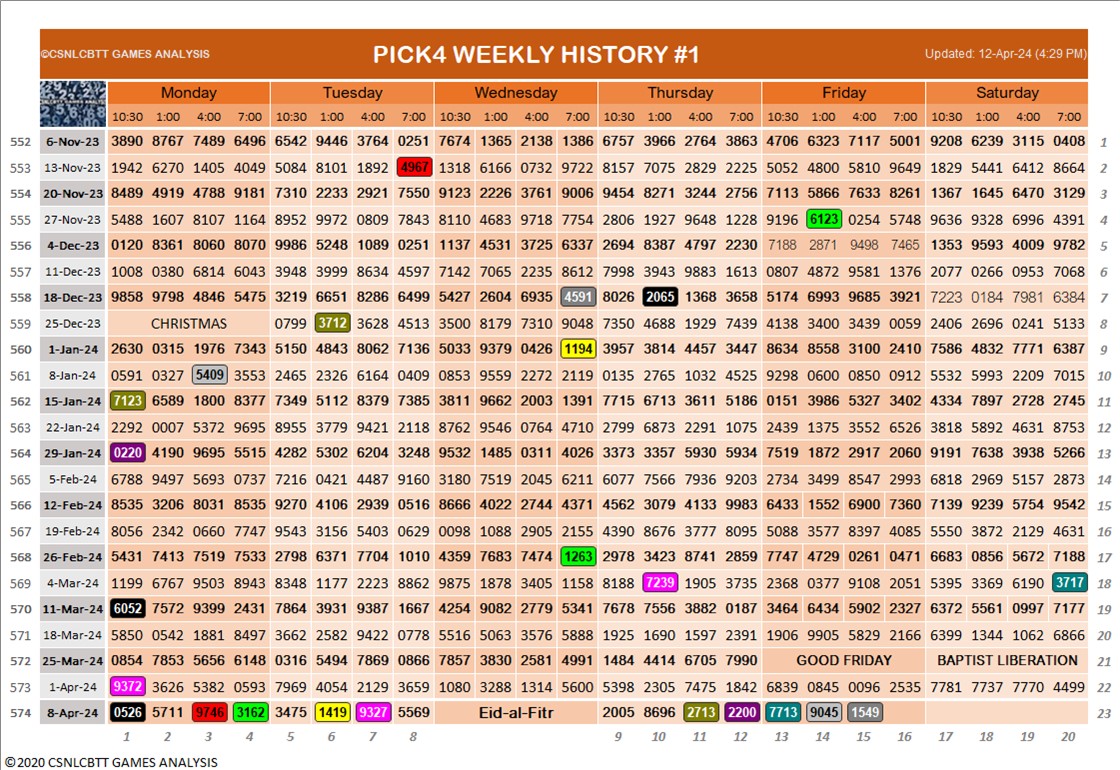 ©CSNLCBTT GAMES ANALYSIS PICK4 WEEKLY HISTORY #1 Updated: 12-Apr-24 (4:29 PM)
Monday Tuesday Wednesday Thursday Friday Saturday
10:30 1:00 4:00 7:00 10:30 1:00 4:00 7:00 10:30 1:00 4:00 7:00 10:30 1:00 4:00 7:00 10:30 1:00 4:00 7:00 10:30 1:00 4:00 7:00
552 6-Nov-23 3890 8767 7489 6496 6542 9446 3764 0251 7674 1365 2138 1386 6757 3966 2764 3863 4706 6323 7117 5001 9208 6239 3115 0408 1
553 13-Nov-23 1942 6270 1405 4049 5084 8101 1892 4967 1318 6166 0732 9722 8157 7075 2829 2225 5052 4800 5810 9649 1829 5441 6412 8664 2
554 20-Nov-23 8489 4919 4788 9181 7310 2233 2921 7550 9123 2226 3761 9006 9454 8271 3244 2756 7113 5866 7633 8261 1367 1645 6470 3129 3
555 27-Nov-23 5488 1607 8107 1164 8952 9972 0809 7843 8110 4683 9718 7754 2806 1927 9648 1228 9196 6123 0254 5748 9636 9328 6996 4391 4
556 4-Dec-23 0120 8361 8060 8070 9986 5248 1089 0251 1137 4531 3725 6337 2694 8387 4797 2230 7188 2871 9498 7465 1353 9593 4009 9782 5
557 11-Dec-23 1008 0380 6814 6043 3948 3999 8634 4597 7142 7065 2235 8612 7998 3943 9883 1613 0807 4872 9581 1376 2077 0266 0953 7068 6
558 18-Dec-23 9858 9798 4846 5475 3219 6651 8286 6499 5427 2604 6935 4591 8026 2065 1368 3658 5174 6993 9685 3921 7223 0184 7981 6384 7
559 25-Dec-23 CHRISTMAS 0799 3712 3628 4513 3500 8179 7310 9048 7350 4688 1929 7439 4138 3400 3439 0059 2406 2696 0241 5133 8
560 1-Jan-24 2630 0315 1976 7343 5150 4843 8062 7136 5033 9379 0426 1194 3957 3814 4457 3447 8634 8558 3100 2410 7586 4832 7771 6387 9
561 8-Jan-24 0591 0327 5409 3553 2465 2326 6164 0409 0853 9559 2272 2119 0135 2765 1032 4525 9298 0600 0850 0912 5532 5993 2209 7015 10
562 15-Jan-24 7123 6589 1800 8377 7349 5112 8379 7385 3811 9662 2003 1391 7715 6713 3611 5186 0151 3986 5327 3402 4334 7897 2728 2745 11
563 22-Jan-24 2292 0007 5372 9695 8955 3779 9421 2118 8762 9546 0764 4710 2799 6873 2291 1075 2439 1375 3552 6526 3818 5892 4631 8753 12
564 29-Jan-24 0220 4190 9695 5515 4282 5302 6204 3248 9532 1485 0311 4026 3373 3357 5930 5934 7519 1872 2917 2060 9191 7638 3938 5266 13
565 5-Feb-24 6788 9497 5693 0737 7216 0421 4487 9160 3180 7519 2045 6211 6077 7566 7936 9203 2734 3499 8547 2993 6818 2969 5157 2873 14
566 12-Feb-24 8535 3206 8031 8535 9270 4106 2939 0516 8666 4022 2744 4371 4562 3079 4133 9983 6433 1552 6900 7360 7139 9239 5754 9542 15
567 19-Feb-24 8056 2342 0660 7747 9543 3156 5403 0629 0098 1088 2905 2155 4390 8676 3777 8095 5088 3577 8397 4085 5550 3872 2129 4631 16
568 26-Feb-24 5431 7413 7519 7533 2798 6371 7704 1010 4359 7683 7474 1263 2978 3423 8741 2859 7747 4729 0261 0471 6683 0856 5672 7188 17
569 4-Mar-24 1199 6767 9503 8943 8348 1177 2223 8862 9875 1878 3405 1158 8188 7239 1905 3735 2368 0377 9108 2051 5395 3369 6190 3717 18
570 11-Mar-24 6052 7572 9399 2431 7864 3931 9387 1667 4254 9082 2779 5341 7678 7556 3882 0187 3464 6434 5902 2327 6372 5561 0997 7177 19
571 18-Mar-24 5850 0542 1881 8497 3662 2582 9422 0778 5516 5063 3576 5888 1925 1690 1597 2391 1906 9905 5829 2166 6399 1344 1062 6866 20
572 25-Mar-24 0854 7853 5656 6148 0316 5494 7869 0866 7857 3830 2581 4991 1484 4414 6705 7990 GOOD FRIDAY BAPTIST LIBERATION 21
573 1-Apr-24 9372 3626 5382 0593 7969 4054 2129 3659 1080 3288 1314 5600 5398 2305 7475 1842 6839 0845 0096 2535 7781 7737 7770 4499 22
574 8-Apr-24 0526 5711 9746 3162 3475 1419 9327 5569 Eid-al-Fitr 2005 8696 2713 2200 7713 9045 1549 23
1 2 3 4 5 6 7 8 9 10 11 12 13 14 15 16 17 18 19 20
©2020 CSNLCBTT GAMES ANALYSIS